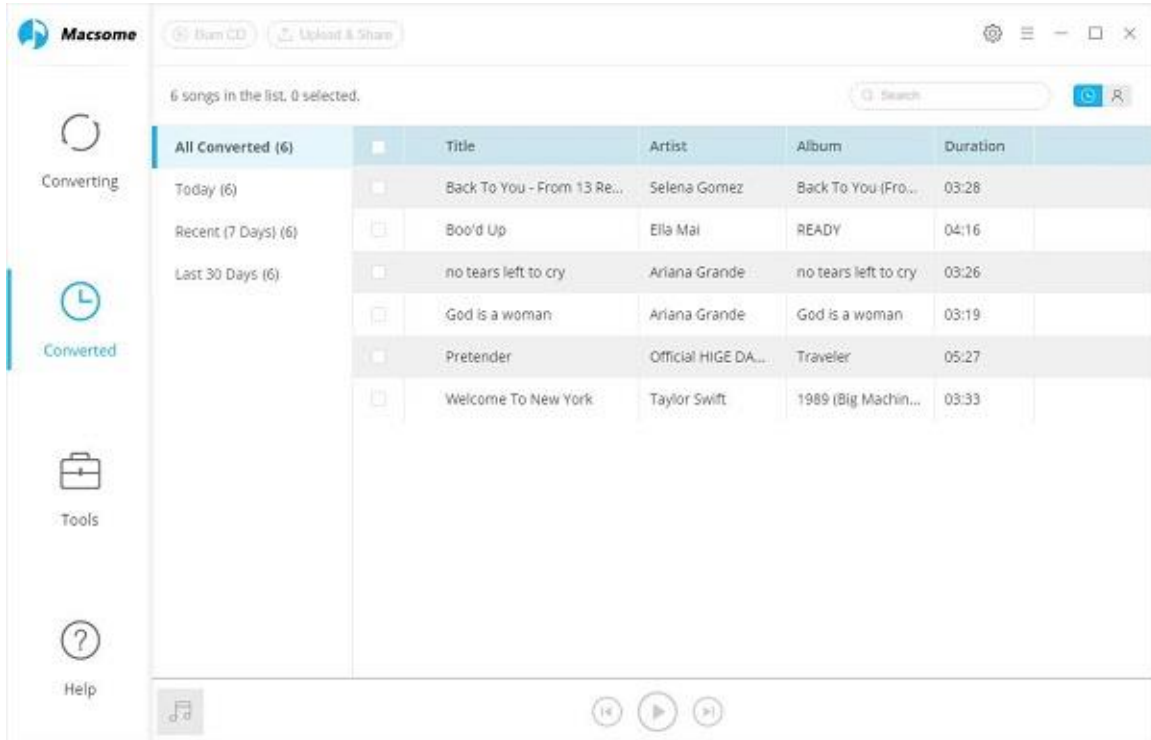 Macsome
Burn CD Upload & Share
6 songs in the list, 0 selected.
Search
Converting
Converted
Tools
Help
All Converted (6)
Today (6)
Recent (7 Days) (6)
Last 30 Days (6)
Title Artist Album Duration
Back To You - From 13 Re... Selena Gomez Back To You (Fro... 03:28
Boo'd Up Ella Mai READY 04:16
no tears left to cry Ariana Grande no tears left to cry 03:26
God is a woman Ariana Grande God is a woman 03:19
Pretender Official HIGE DA... Traveler 05:27
Welcome To New York Taylor Swift 1989 (Big Machin... 03:33